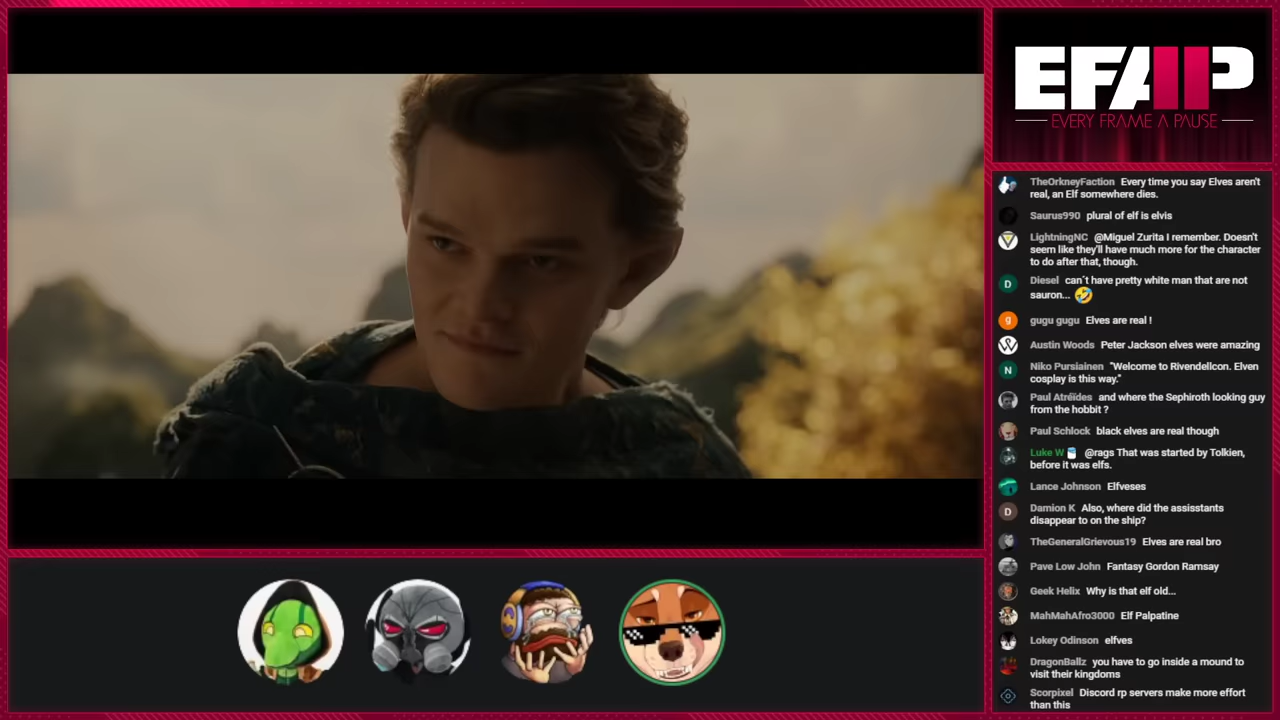 EFAP
EVERY FRAME A PAUSE
TheOrkneyFaction Every time you say Elves aren't
real, an Elf somewhere dies.
Saurus990 plural of elf is elvis
LightningNC @Miguel Zurita I remember. Doesn't
seem like they'll have much more for the character
to do after that, though.
D Diesel can´t have pretty white man that are not
sauron...
g gugu gugu Elves are real !
Austin Woods Peter Jackson elves were amazing
N Niko Pursiainen "Welcome to Rivendellcon. Elven
cosplay is this way."
Paul Atréïdes and where the Sephiroth looking guy
from the hobbit ?
Paul Schlock black elves are real though
Luke W @rags That was started by Tolkien,
before it was elfs.
Lance Johnson Elfveses
D Damion K Also, where did the assisstants
disappear to on the ship?
TheGeneralGrievous19 Elves are real bro
Pave Low John Fantasy Gordon Ramsay
Geek Helix Why is that elf old...
MahMahAfro3000 Elf Palpatine
Lokey Odinson elfves
DragonBallz you have to go inside a mound to
visit their kingdoms
Scorpixel Discord rp servers make more effort
than this